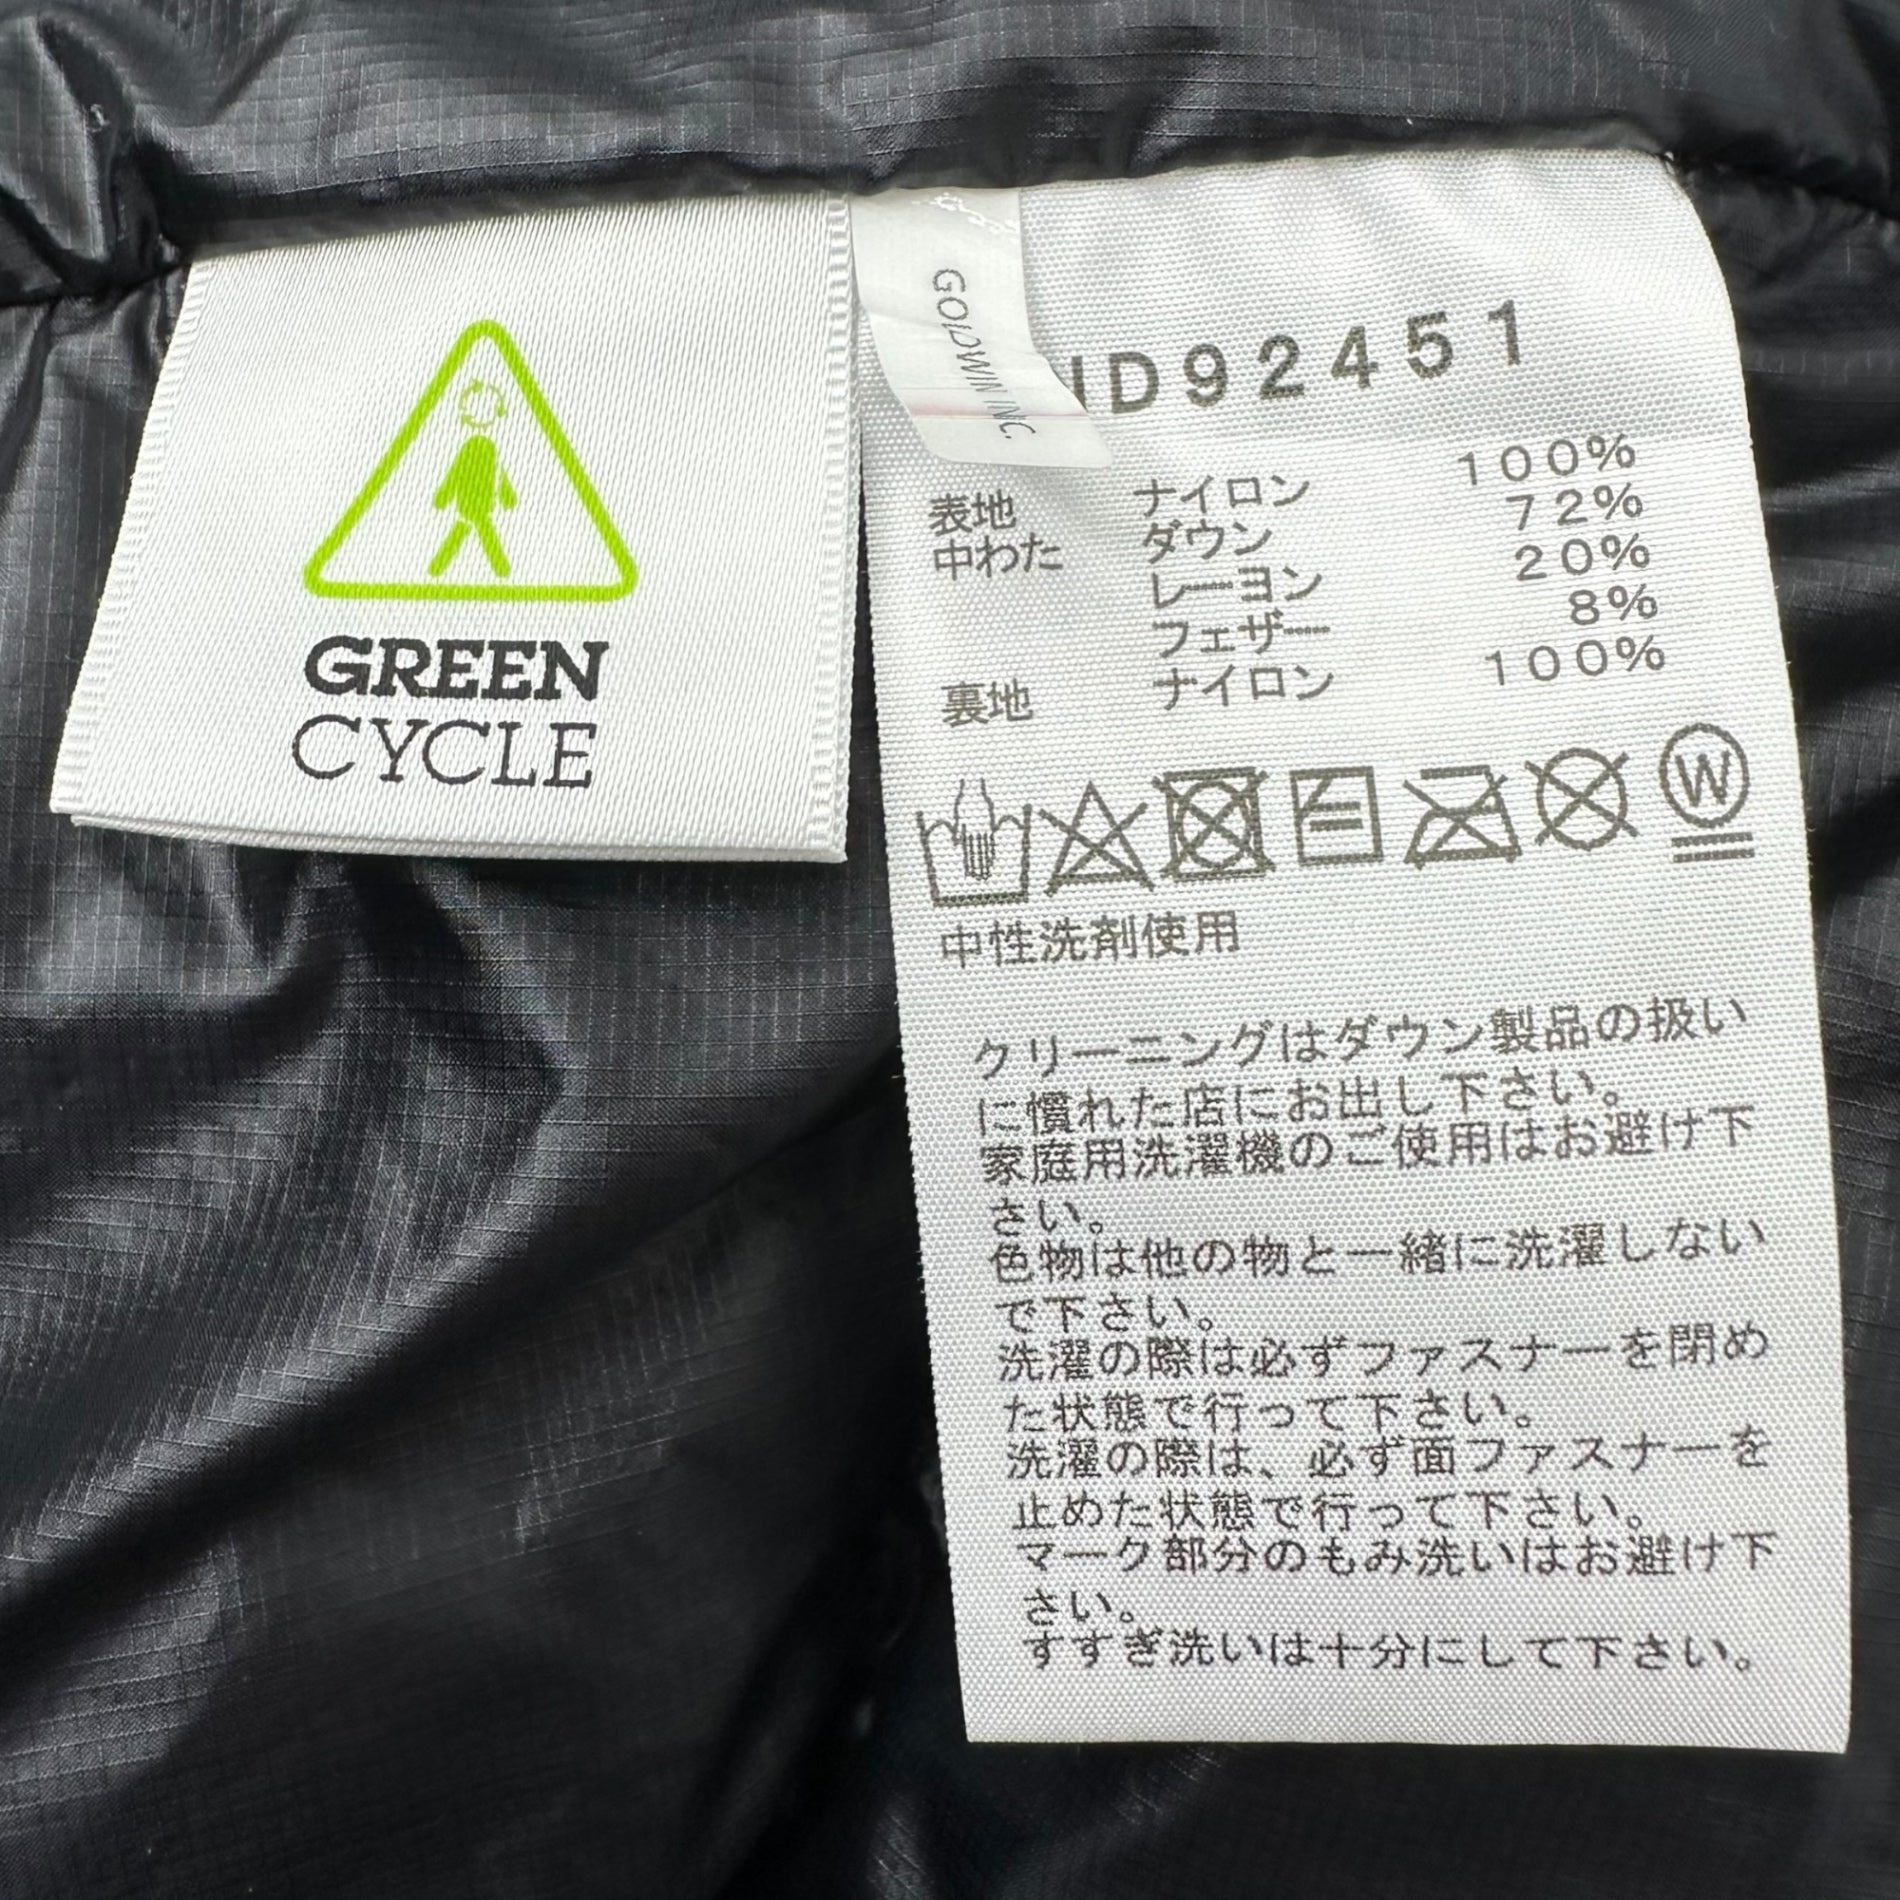 GREEN
CYCLE
GOLDWIN INC.
D92451
表地 ナイロン 100%
中わた ダウン 72%
レーヨン 20%
フェザー 8%
裏地 ナイロン 100%
W
中性洗剤使用
クリーニングはダウン製品の扱い
に慣れた店にお出し下さい。
家庭用洗濯機のご使用はお避け下
さい。
色物は他の物と一緒に洗濯しない
で下さい。
洗濯の際は必ずファスナーを閉め
た状態で行って下さい。
洗濯の際は、必ず面ファスナーを
止めた状態で行って下さい。
マーク部分のもみ洗いはお避け下
さい。
すすぎ洗いは十分にして下さい。